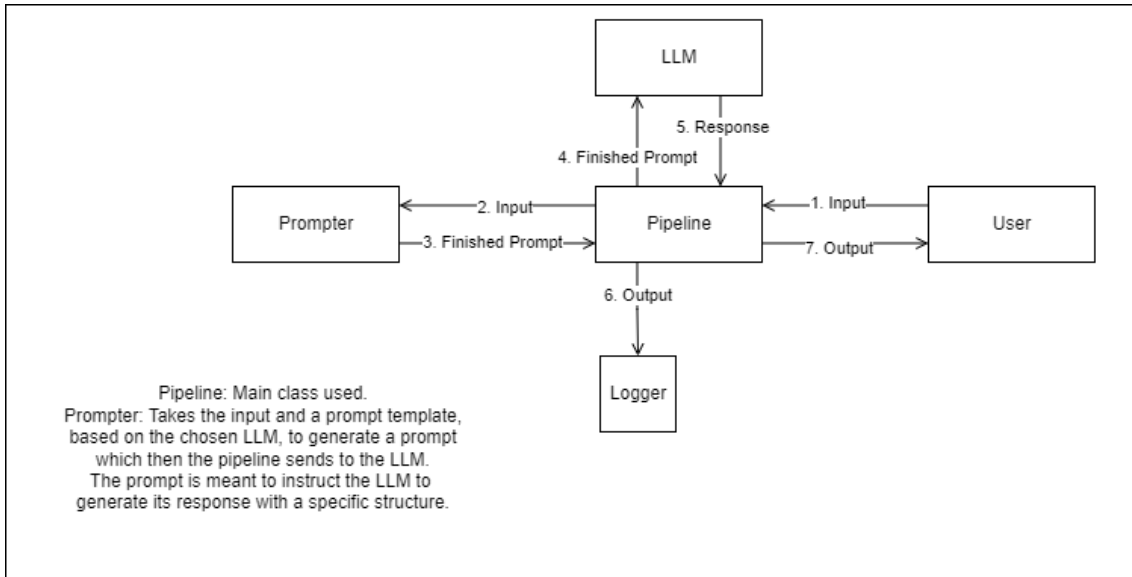 LLM
5. Response
4. Finished Prompt
Prompter
2. Input
3. Finished Prompt
Pipeline
1. Input
7. Output
User
6. Output
Logger
Pipeline: Main class used.
Prompter: Takes the input and a prompt template,
based on the chosen LLM, to generate a prompt
which then the pipeline sends to the LLM.
The prompt is meant to instruct the LLM to
generate its response with a specific structure.